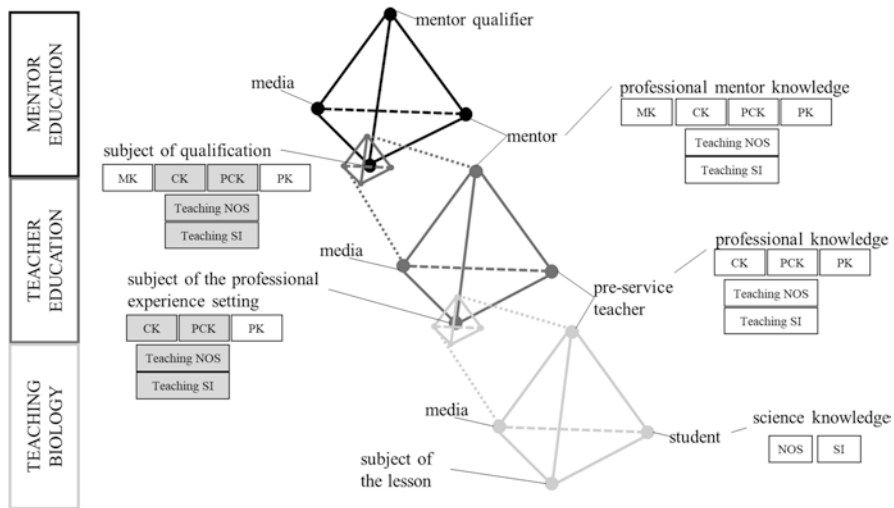 MENTOR
EDUCATION
TEACHER
EDUCATION
TEACHING
BIOLOGY
mentor qualifier
media
mentor
professional mentor knowledge
MK CK PCK PK
Teaching NOS
Teaching SI
subject of qualification
MK CK PCK PK
Teaching NOS
Teaching SI
media
pre-service
teacher
professional knowledge
CK PCK PK
Teaching NOS
Teaching SI
subject of the professional
experience setting
CK PCK PK
Teaching NOS
Teaching SI
media
student
science knowledge
NOS SI
subject of
the lesson